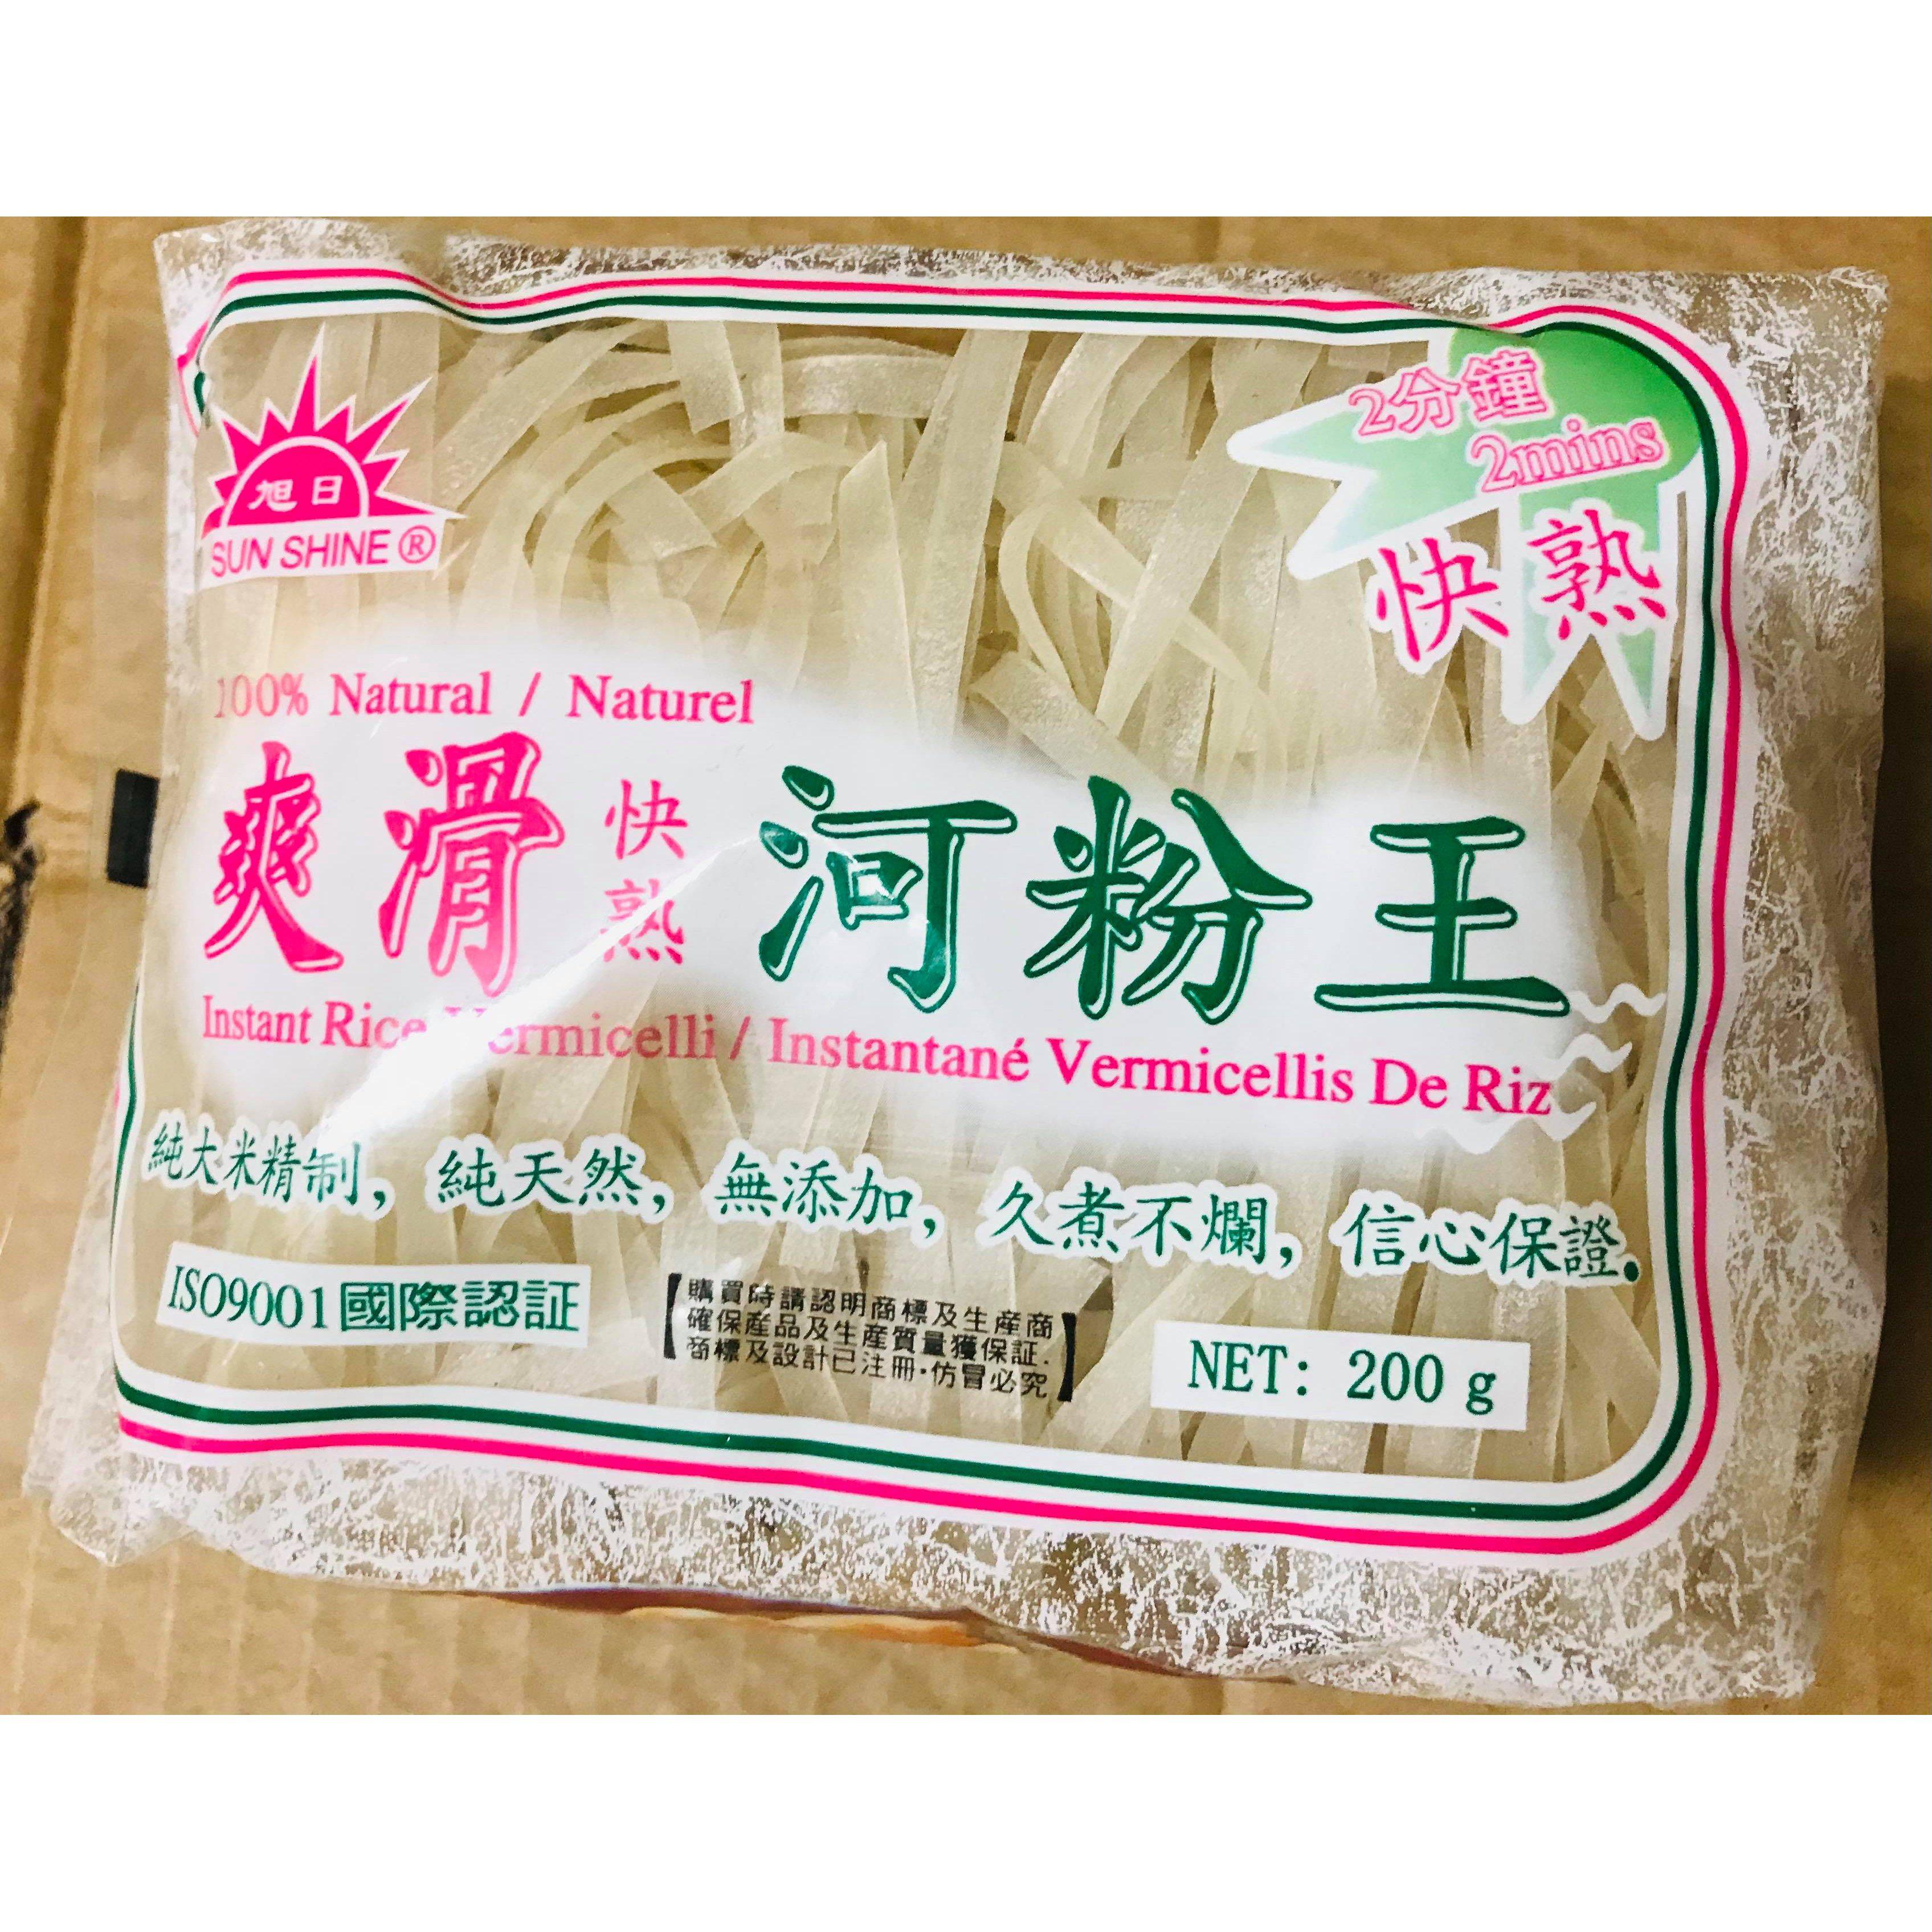 旭日
SUN SHINE ®
2分鐘
2mins
快熟
100% Natural / Naturel
爽滑快熟河粉王
Instant Rice Vermicelli / Instantané Vermicellis De Riz
純大米精制，純天然，無添加，久煮不爛，信心保證.
ISO9001國際認証
【購買時請認明商標及生産商
確保産品及生産質量獲保証.
商標及設計已注冊·仿冒必究】
NET: 200 g